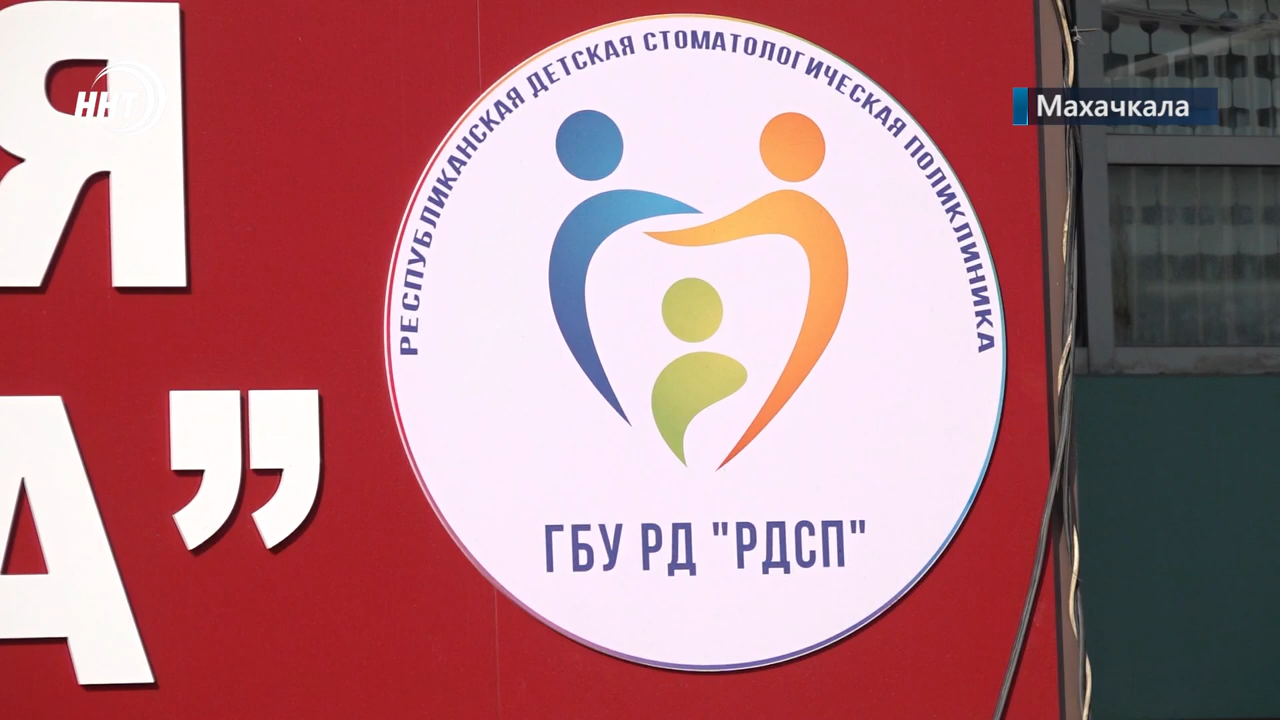 Я
ННТ
Махачкала
РЕСПУБЛИКАНСКАЯ ДЕТСКАЯ СТОМАТОЛОГИЧЕСКАЯ ПОЛИКЛИНИКА
А”
ГБУ РД "РДСП"